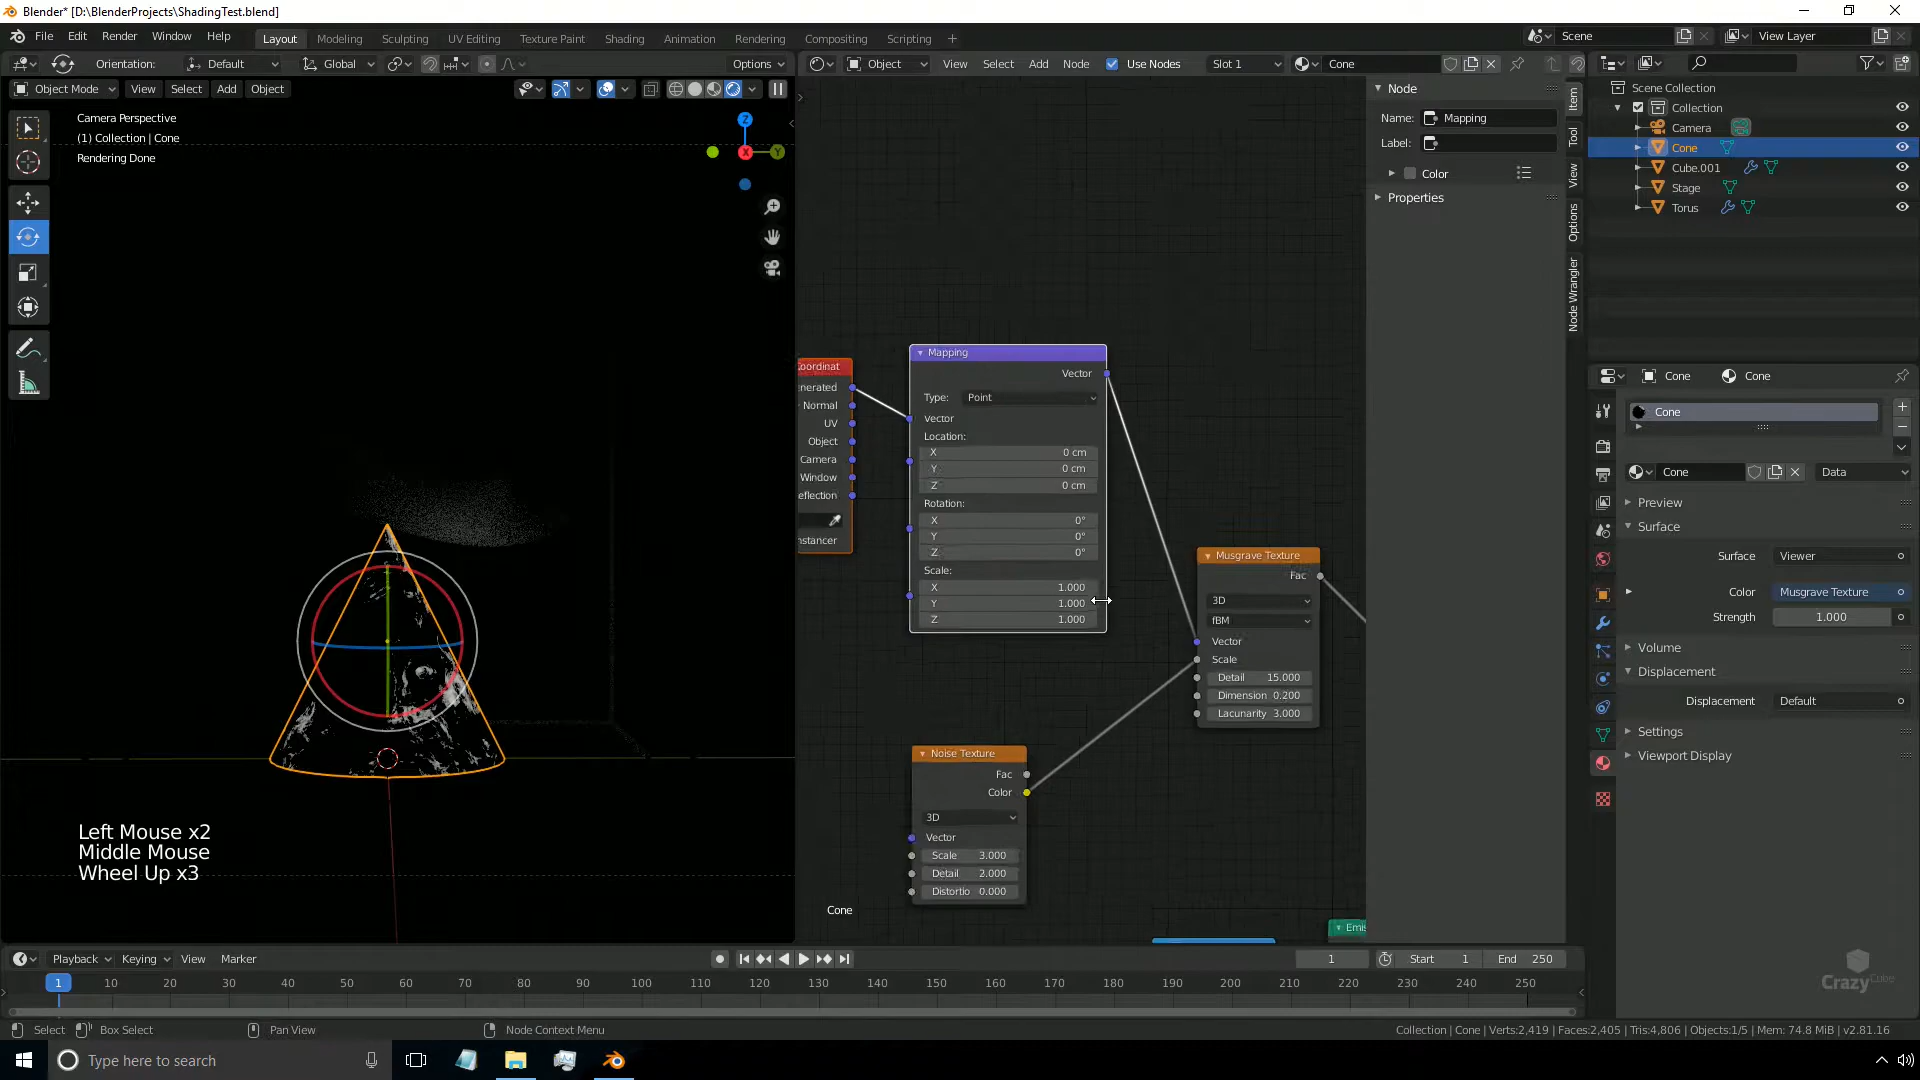 Blender* [D:\BlenderProjects\ShadingTest.blend]
File Edit Render Window Help
Layout Modeling Sculpting UV Editing Texture Paint Shading Animation Rendering Compositing Scripting
Scene
View Layer
Orientation: Default Global Options
Object View Select Add Node Use Nodes Slot 1 Cone
Object Mode View Select Add Object
Camera Perspective
(1) Collection | Cone
Rendering Done
Z
X
Y
Mapping
Vector
Type: Point
Vector
Location:
X 0 cm
Y 0 cm
Z 0 cm
Rotation:
X 0°
Y 0°
Z 0°
Scale:
X 1.000
Y 1.000
Z 1.000
oordinat
nerated
Normal
UV
Object
Camera
Window
eflection
nstancer
Musgrave Texture
Fac
3D
fBM
Vector
Scale
Detail 15.000
Dimension 0.200
Lacunarity 3.000
Noise Texture
Fac
Color
3D
Vector
Scale 3.000
Detail 2.000
Distortio 0.000
Cone
Emis
Node
Name: Mapping
Label:
Color
Properties
Item
Tool
View
Options
Node Wrangler
Scene Collection
Collection
Camera
Cone
Cube.001
Stage
Torus
Cone Cone
Cone
Cone Data
Preview
Surface
Surface Viewer
Color Musgrave Texture
Strength 1.000
Volume
Displacement
Displacement Default
Settings
Viewport Display
Left Mouse x2
Middle Mouse
Wheel Up x3
CrazyCube
Playback Keying View Marker
1 Start 1 End 250
1 10 20 30 40 50 60 70 80 90 100 110 120 130 140 150 160 170 180 190 200 210 220 230 240 250
Select Box Select Pan View Node Context Menu
Collection | Cone | Verts:2,419 | Faces:2,405 | Tris:4,806 | Objects:1/5 | Mem: 74.8 MiB | v2.81.16
Type here to search